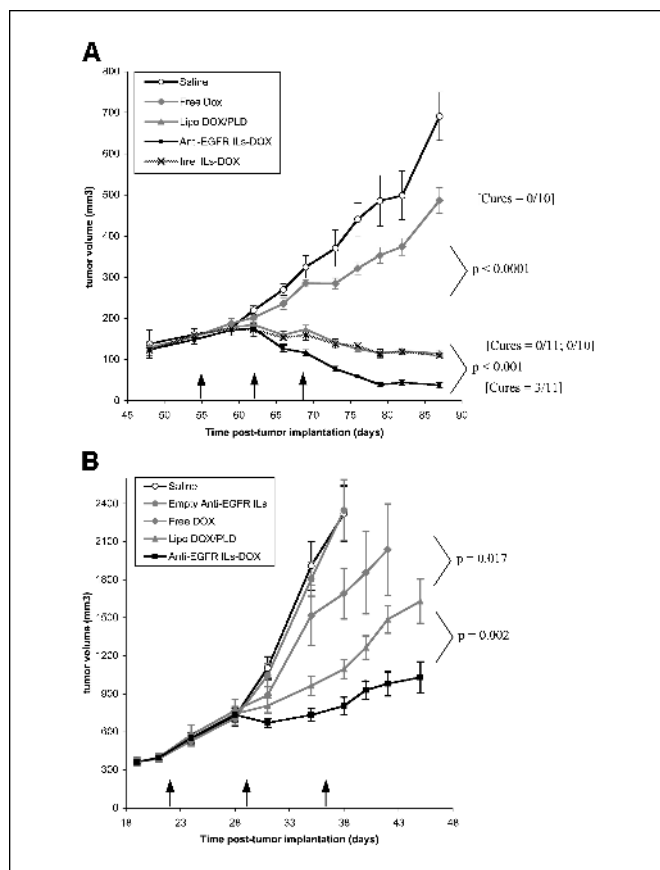 A
Saline
Free Dox
Lipo DOX/PLD
Anti-EGFR ILs-DOX
Irrel ILs-DOX
800
700
600
500
400
300
200
100
0
tumor volume (mm3)
45 50 55 60 65 70 75 80 85 90
Time post-tumor implantation (days)
[Cures = 0/10]
p < 0.0001
[Cures = 0/11; 0/10]
p < 0.001
[Cures = 3/11]
B
Saline
Empty Anti-EGFR ILs
Free DOX
Lipo DOX/PLD
Anti-EGFR ILs-DOX
2400
2100
1800
1500
1200
900
600
300
0
tumor volume (mm3)
18 23 28 33 38 43 48
Time post-tumor implantation (days)
p = 0.017
p = 0.002